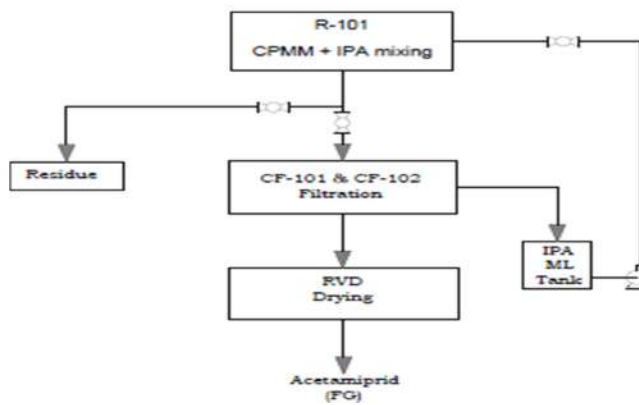 R-101
CPMM + IPA mixing
Residue
CF-101 & CF-102
Filtration
IPA
ML
Tank
RVD
Drying
Acetamiprid
(FG)